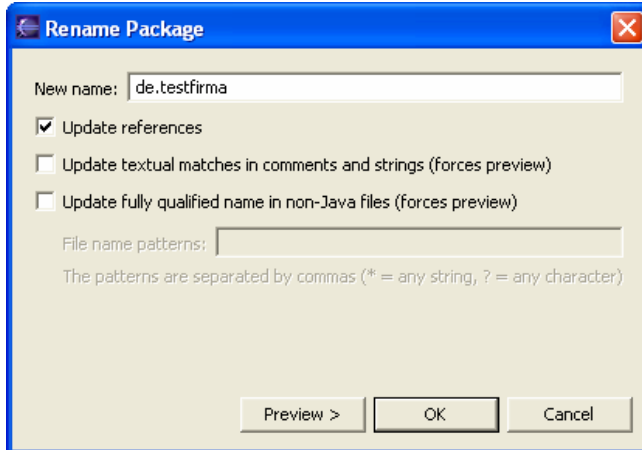 Rename Package
New name: de.testfirma
Update references
Update textual matches in comments and strings (forces preview)
Update fully qualified name in non-Java files (forces preview)
File name patterns:
The patterns are separated by commas (* = any string, ? = any character)
Preview > OK Cancel